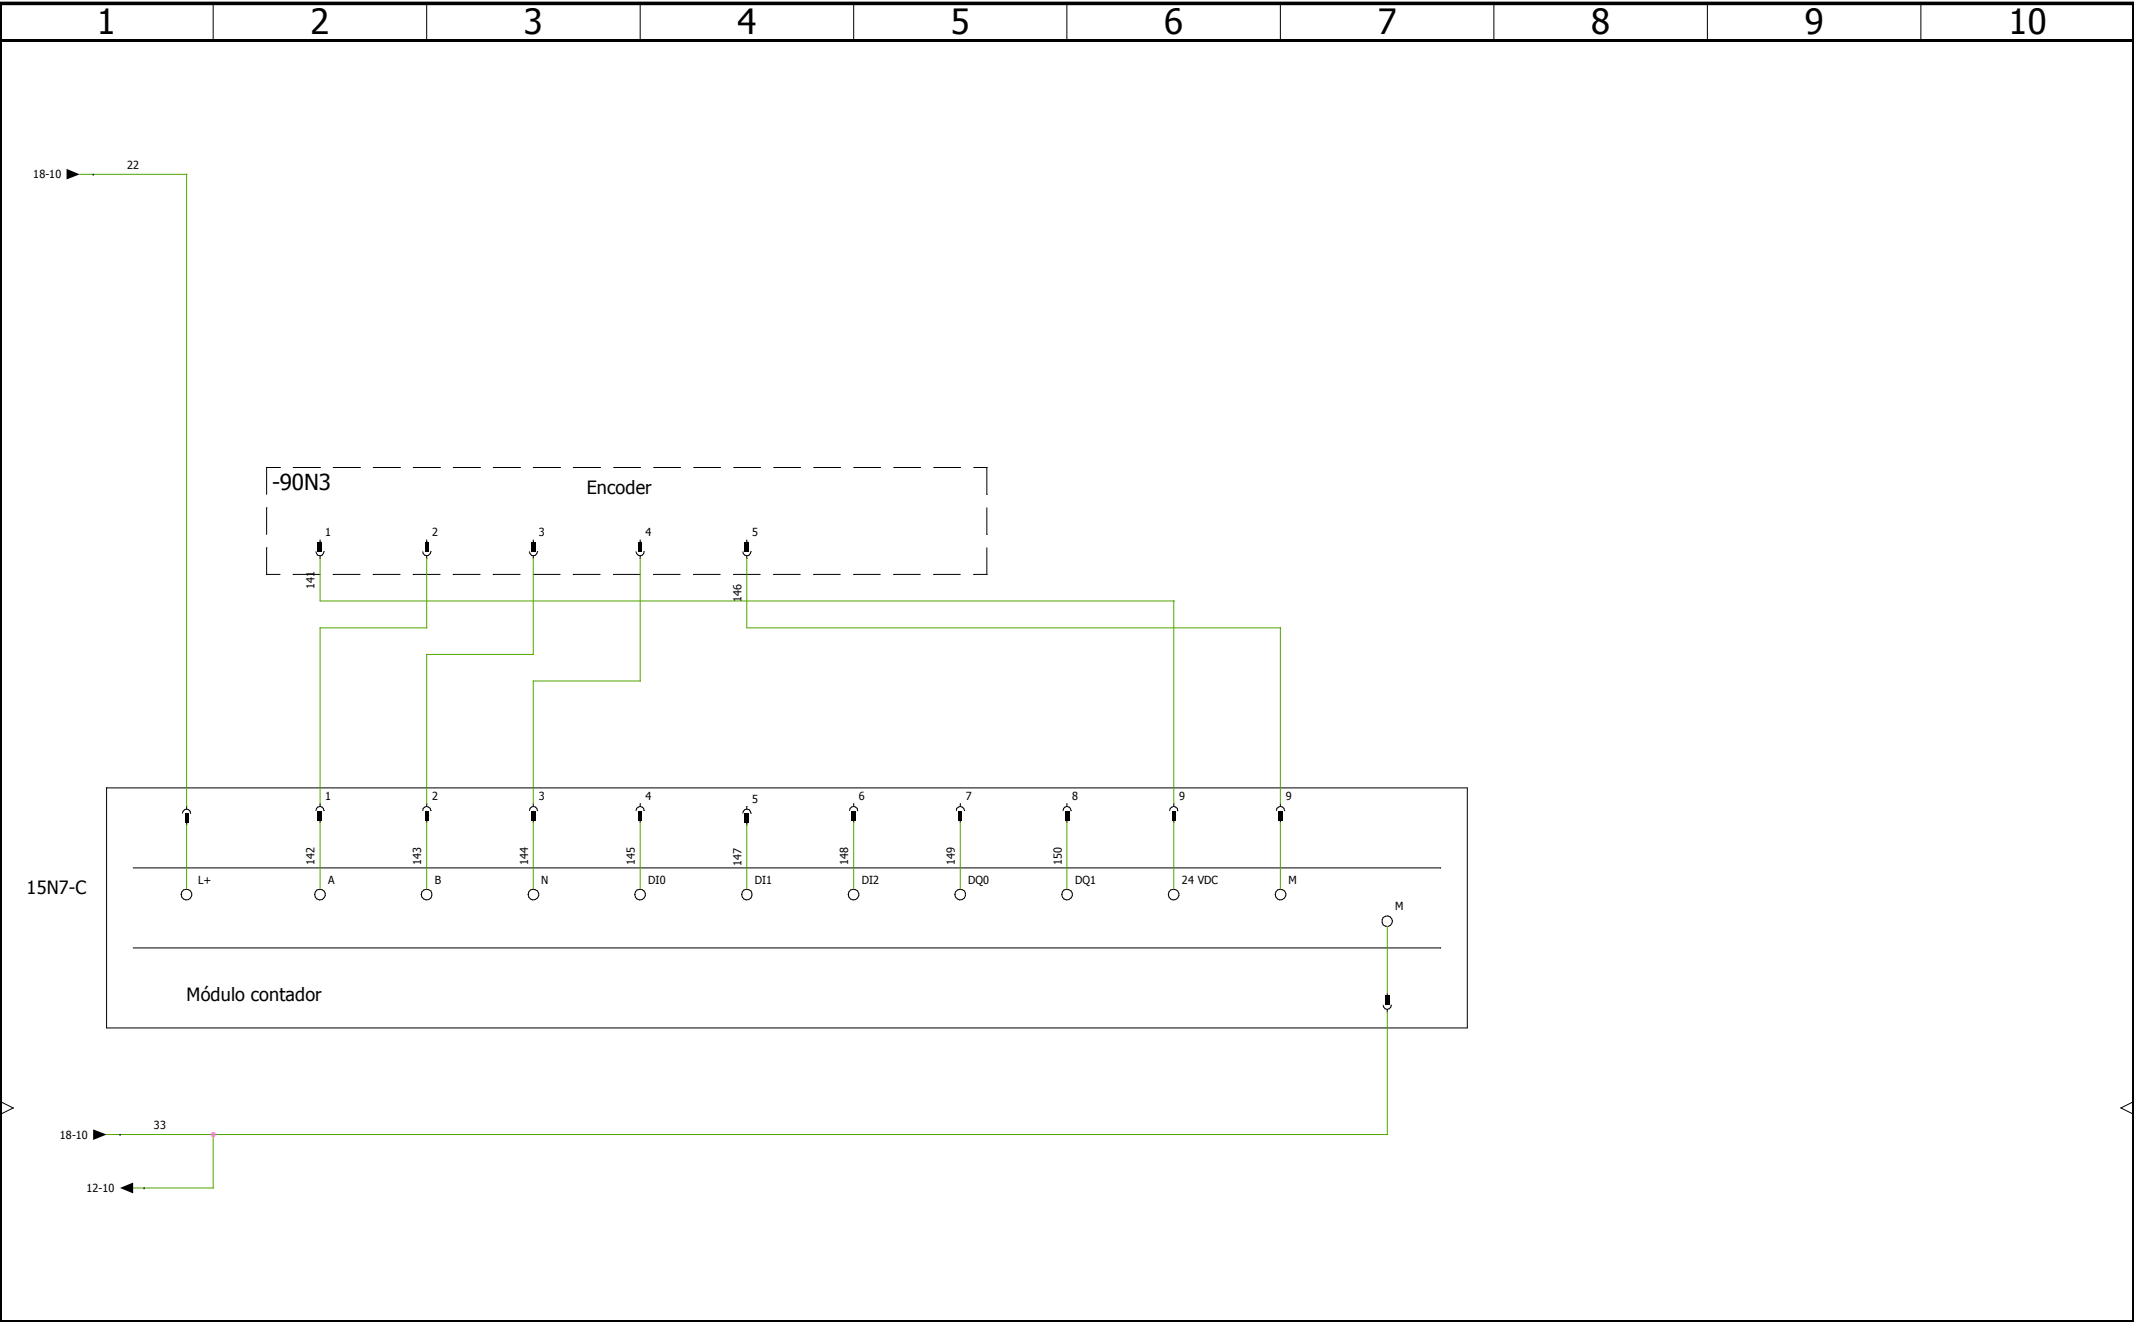 1 2 3 4 5 6 7 8 9 10
22
18-10
-90N3
Encoder
1 2 3 4 5
141
146
1 2 3 4 5 6 7 8 9 9
142 143 144 145 147 148 149 150
L+ A B N DI0 DI1 DI2 DQ0 DQ1 24 VDC M
15N7-C
M
Módulo contador
33
18-10
12-10